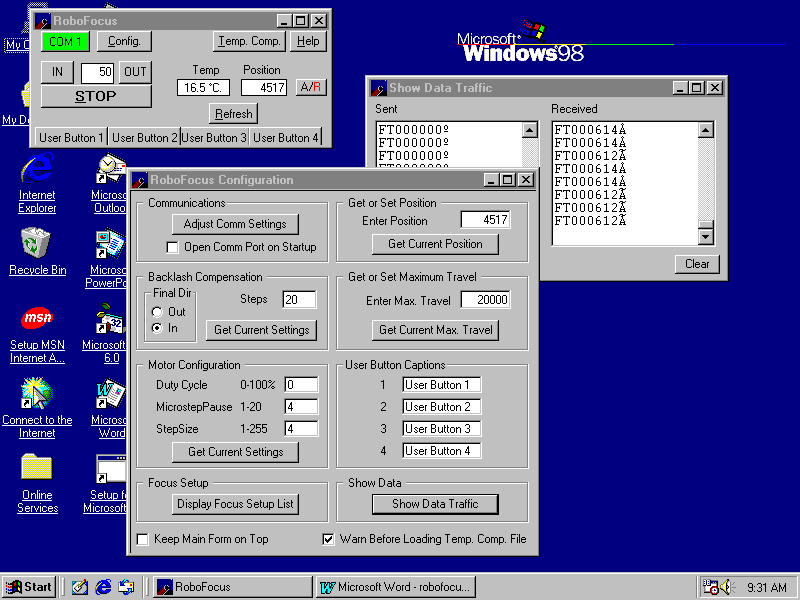 RoboFocus
COM 1
Config.
Temp. Comp.
Help
IN
50
OUT
STOP
Temp
Position
16.5 °C.
4517
A/R
Refresh
User Button 1
User Button 2
User Button 3
User Button 4
Microsoft
Windows98
Show Data Traffic
Sent
Received
FT000000º
FT000000º
FT000000º
FT000614Å
FT000614Å
FT000612Ã
FT000614Å
FT000614Å
FT000612Ã
FT000612Ã
FT000612Ã
Clear
RoboFocus Configuration
Communications
Adjust Comm Settings
Open Comm Port on Startup
Get or Set Position
Enter Position
4517
Get Current Position
Backlash Compensation
Final Dir
Out
In
Steps
20
Get Current Settings
Get or Set Maximum Travel
Enter Max. Travel
20000
Get Current Max. Travel
Motor Configuration
Duty Cycle 0-100% 0
MicrostepPause 1-20 4
StepSize 1-255 4
Get Current Settings
User Button Captions
1 User Button 1
2 User Button 2
3 User Button 3
4 User Button 4
Focus Setup
Display Focus Setup List
Show Data
Show Data Traffic
Keep Main Form on Top
Warn Before Loading Temp. Comp. File
My
My
Internet
Explorer
Recycle Bin
msn
Setup MSN
Internet A...
Connect to the
Internet
Online
Services
Micros
Outloo
Micros
PowerPo
Microsoft
6.0
Micros
Word
Setup f
Microsoft
Start
RoboFocus
Microsoft Word - robofocu...
9:31 AM